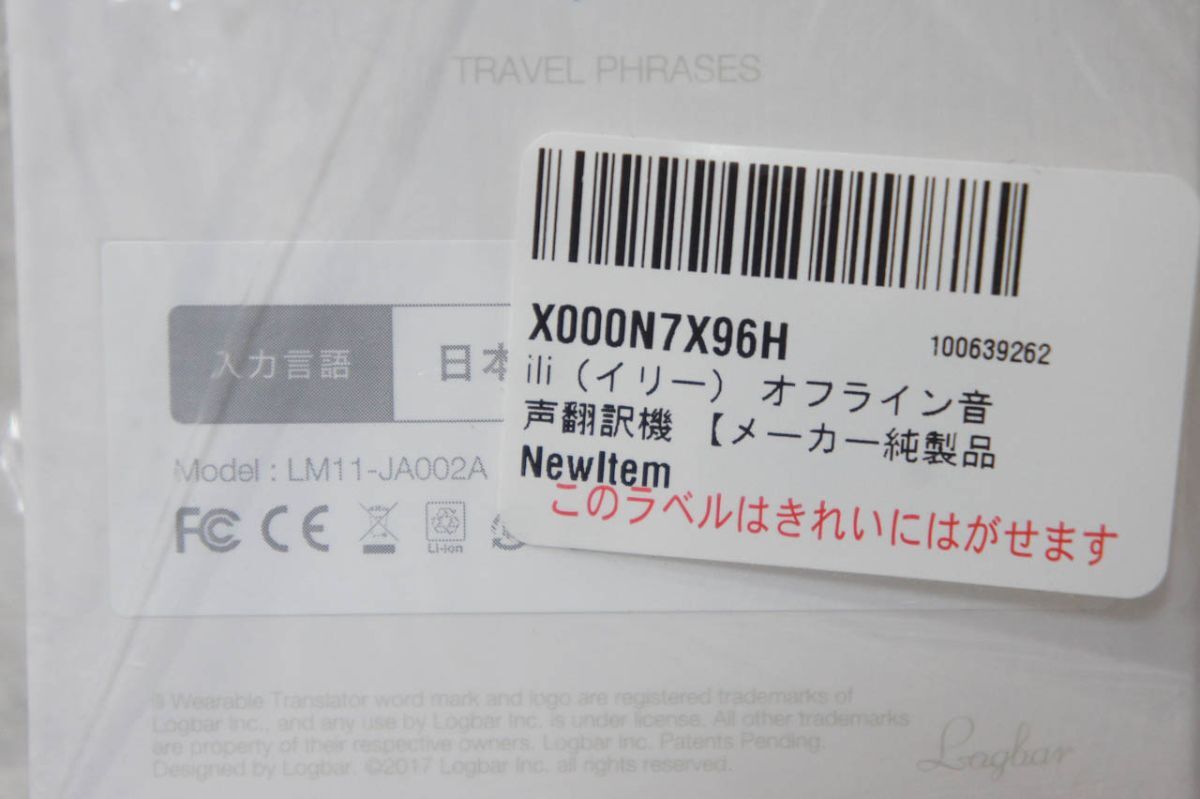 TRAVEL PHRASES
X000N7X96H 100639262
ili (イリー) オフライン音
声翻訳機 【メーカー純製品
NewItem
このラベルはきれいにはがせます
入力言語 日本
Model : LM11-JA002A
FC CE
Li-ion
Wearable Translator word mark and logo are registered trademarks of
Logbar Inc., and any use by Logbar Inc. is under license. All other trademarks
are property of their respective owners. Logbar Inc. Patents Pending.
Designed by Logbar. ©2017 Logbar Inc. all rights reserved.
Logbar